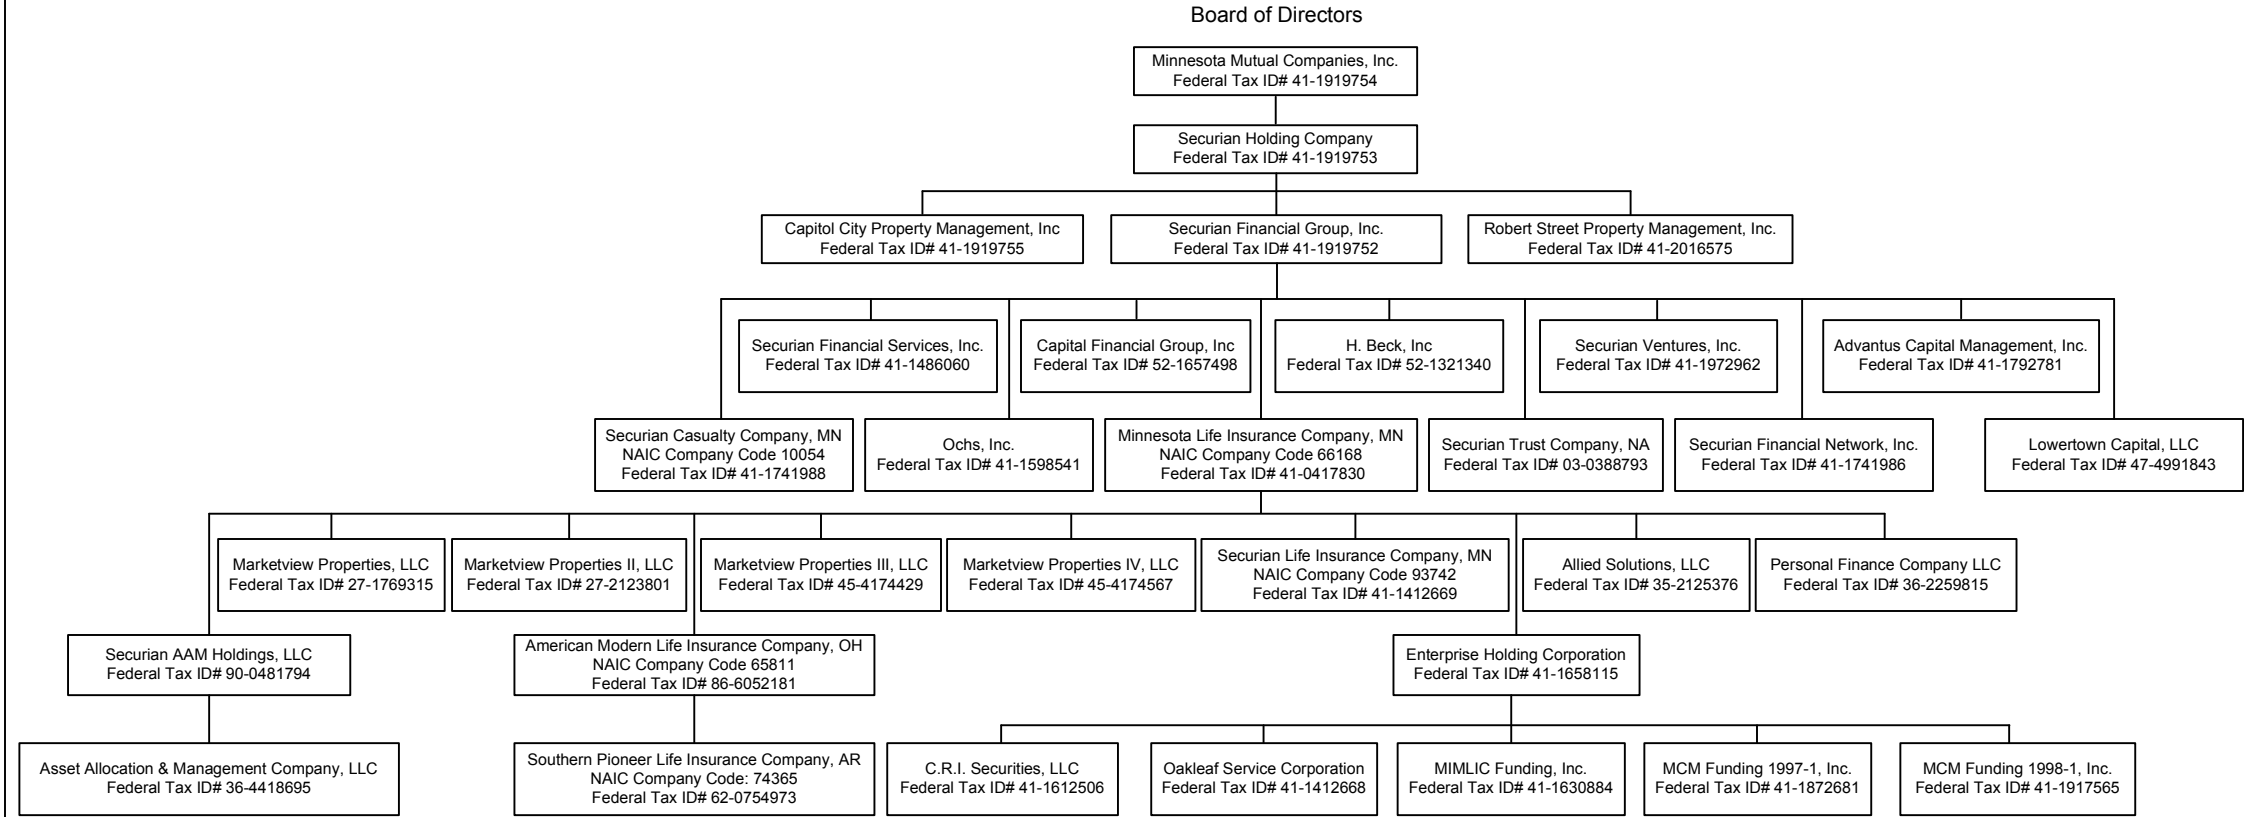 Board of Directors
Minnesota Mutual Companies, Inc.
Federal Tax ID# 41-1919754
Securian Holding Company
Federal Tax ID# 41-1919753
Capitol City Property Management, Inc
Federal Tax ID# 41-1919755
Securian Financial Group, Inc.
Federal Tax ID# 41-1919752
Robert Street Property Management, Inc.
Federal Tax ID# 41-2016575
Securian Financial Services, Inc.
Federal Tax ID# 41-1486060
Capital Financial Group, Inc
Federal Tax ID# 52-1657498
H. Beck, Inc
Federal Tax ID# 52-1321340
Securian Ventures, Inc.
Federal Tax ID# 41-1972962
Advantus Capital Management, Inc.
Federal Tax ID# 41-1792781
Securian Casualty Company, MN
NAIC Company Code 10054
Federal Tax ID# 41-1741988
Ochs, Inc.
Federal Tax ID# 41-1598541
Minnesota Life Insurance Company, MN
NAIC Company Code 66168
Federal Tax ID# 41-0417830
Securian Trust Company, NA
Federal Tax ID# 03-0388793
Securian Financial Network, Inc.
Federal Tax ID# 41-1741986
Lowertown Capital, LLC
Federal Tax ID# 47-4991843
Marketview Properties, LLC
Federal Tax ID# 27-1769315
Marketview Properties II, LLC
Federal Tax ID# 27-2123801
Marketview Properties III, LLC
Federal Tax ID# 45-4174429
Marketview Properties IV, LLC
Federal Tax ID# 45-4174567
Securian Life Insurance Company, MN
NAIC Company Code 93742
Federal Tax ID# 41-1412669
Allied Solutions, LLC
Federal Tax ID# 35-2125376
Personal Finance Company LLC
Federal Tax ID# 36-2259815
Securian AAM Holdings, LLC
Federal Tax ID# 90-0481794
American Modern Life Insurance Company, OH
NAIC Company Code 65811
Federal Tax ID# 86-6052181
Enterprise Holding Corporation
Federal Tax ID# 41-1658115
Asset Allocation & Management Company, LLC
Federal Tax ID# 36-4418695
Southern Pioneer Life Insurance Company, AR
NAIC Company Code: 74365
Federal Tax ID# 62-0754973
C.R.I. Securities, LLC
Federal Tax ID# 41-1612506
Oakleaf Service Corporation
Federal Tax ID# 41-1412668
MIMLIC Funding, Inc.
Federal Tax ID# 41-1630884
MCM Funding 1997-1, Inc.
Federal Tax ID# 41-1872681
MCM Funding 1998-1, Inc.
Federal Tax ID# 41-1917565